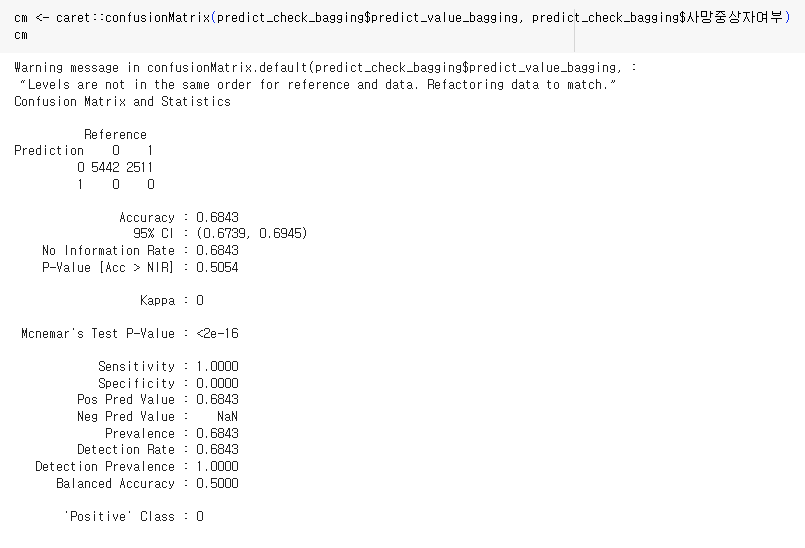 cm <- caret::confusionMatrix(predict_check_bagging$predict_value_bagging, predict_check_bagging$사망중상자여부)
cm
Warning message in confusionMatrix.default(predict_check_bagging$predict_value_bagging, :
“Levels are not in the same order for reference and data. Refactoring data to match.”
Confusion Matrix and Statistics
Reference
Prediction 0 1
0 5442 2511
1 0 0
Accuracy : 0.6843
95% CI : (0.6739, 0.6945)
No Information Rate : 0.6843
P-Value [Acc > NIR] : 0.5054
Kappa : 0
Mcnemar's Test P-Value : <2e-16
Sensitivity : 1.0000
Specificity : 0.0000
Pos Pred Value : 0.6843
Neg Pred Value : NaN
Prevalence : 0.6843
Detection Rate : 0.6843
Detection Prevalence : 1.0000
Balanced Accuracy : 0.5000
'Positive' Class : 0